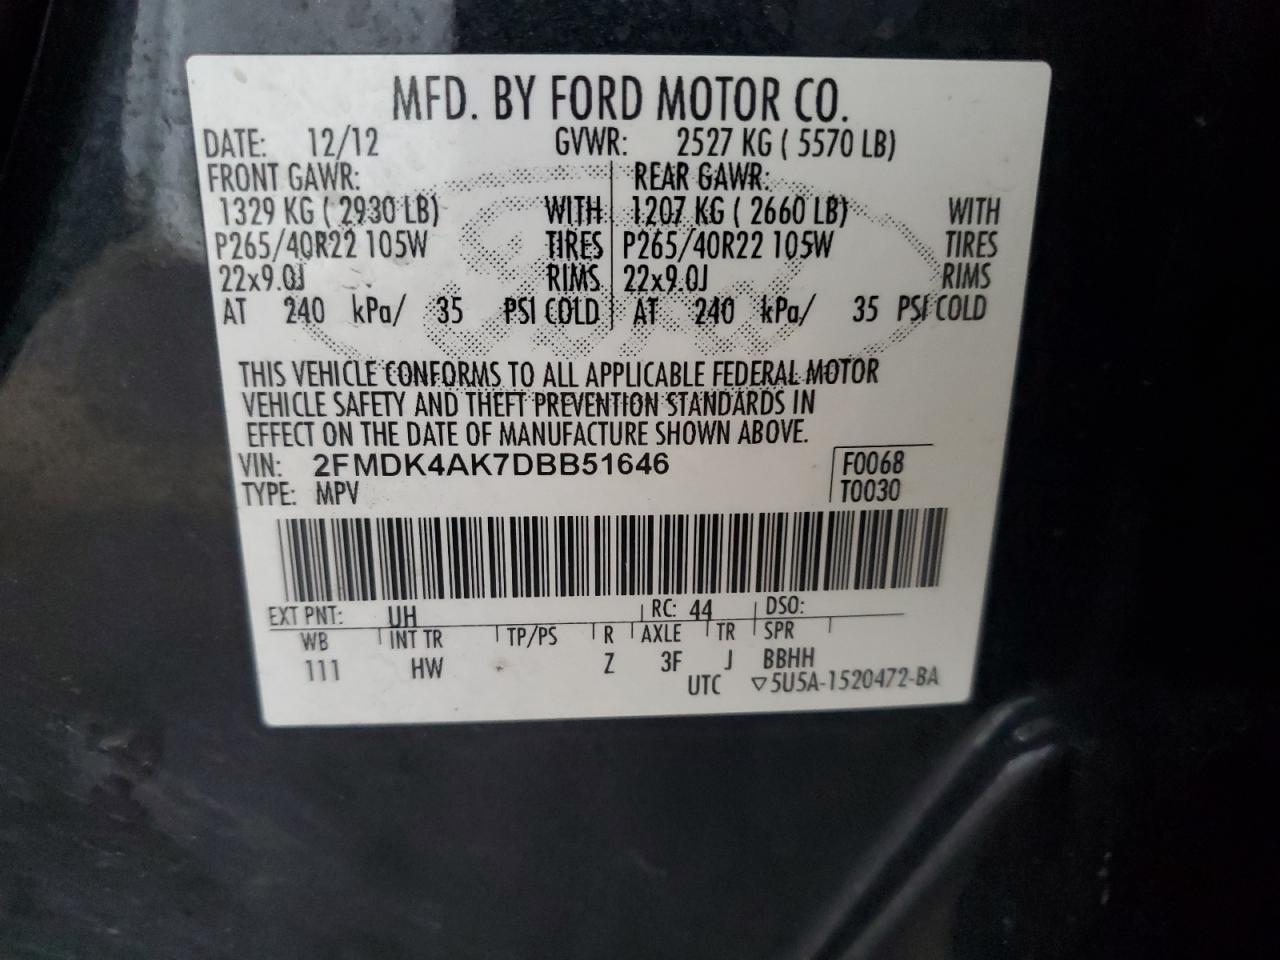 MFD. BY FORD MOTOR CO.
DATE: 12/12 GVWR: 2527 KG ( 5570 LB)
FRONT GAWR: REAR GAWR:
1329 KG ( 2930 LB) WITH 1207 KG ( 2660 LB) WITH
P265/40R22 105W TIRES P265/40R22 105W TIRES
22x9.0J RIMS 22x9.0J RIMS
AT 240 kPa/ 35 PSI COLD AT 240 kPa/ 35 PSI COLD
THIS VEHICLE CONFORMS TO ALL APPLICABLE FEDERAL MOTOR
VEHICLE SAFETY AND THEFT PREVENTION STANDARDS IN
EFFECT ON THE DATE OF MANUFACTURE SHOWN ABOVE.
VIN: 2FMDK4AK7DBB51646 F0068
TYPE: MPV T0030
EXT PNT: UH RC: 44 DSO:
WB INT TR TP/PS R AXLE TR SPR
111 HW Z 3F J BBHH
UTC ▽5U5A-1520472-BA